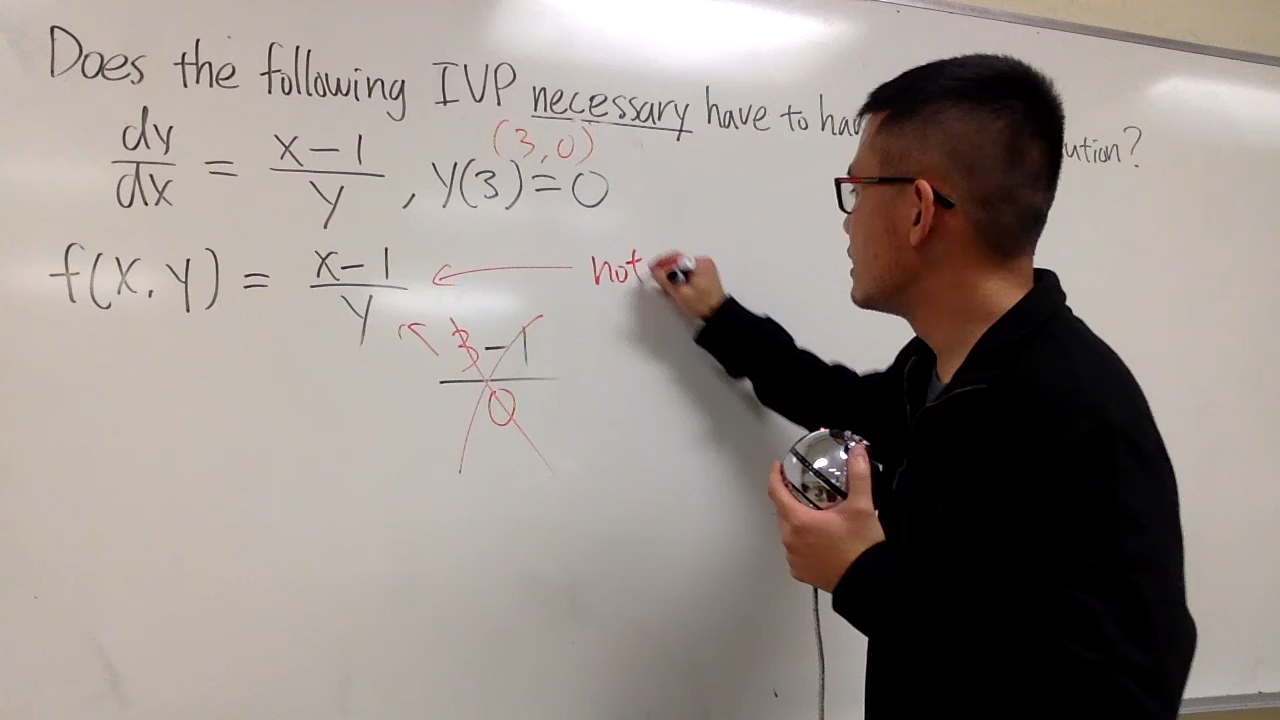 Does the following IVP necessary have to ha ution?
(3,0)
dy/dx = x-1/y , y(3)=0
f(x,y) = x-1/y ← not
3-1/0